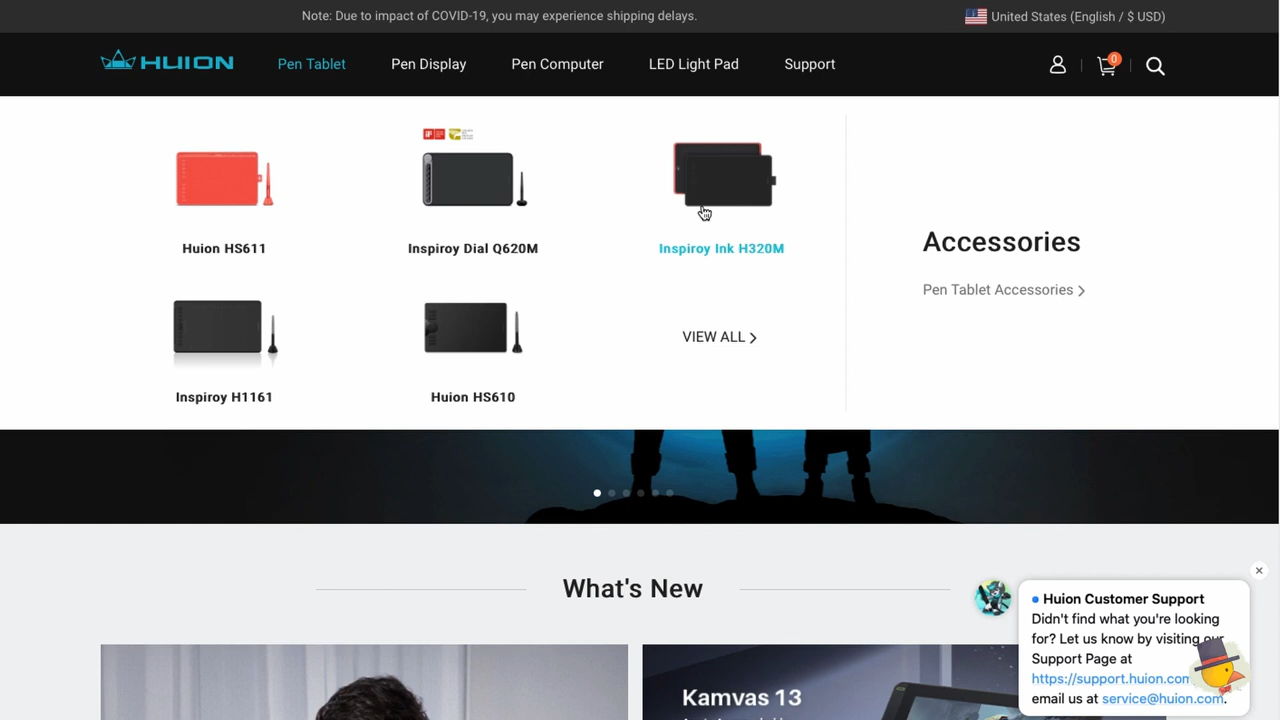 Note: Due to impact of COVID-19, you may experience shipping delays.
United States (English / $ USD)
HUION
Pen Tablet
Pen Display
Pen Computer
LED Light Pad
Support
0
Huion HS611
Inspiroy Dial Q620M
Inspiroy Ink H320M
Accessories
Pen Tablet Accessories >
VIEW ALL >
Inspiroy H1161
Huion HS610
What's New
Huion Customer Support
Didn't find what you're looking
for? Let us know by visiting our
Support Page at
https://support.huion.com
email us at service@huion.com.
Kamvas 13